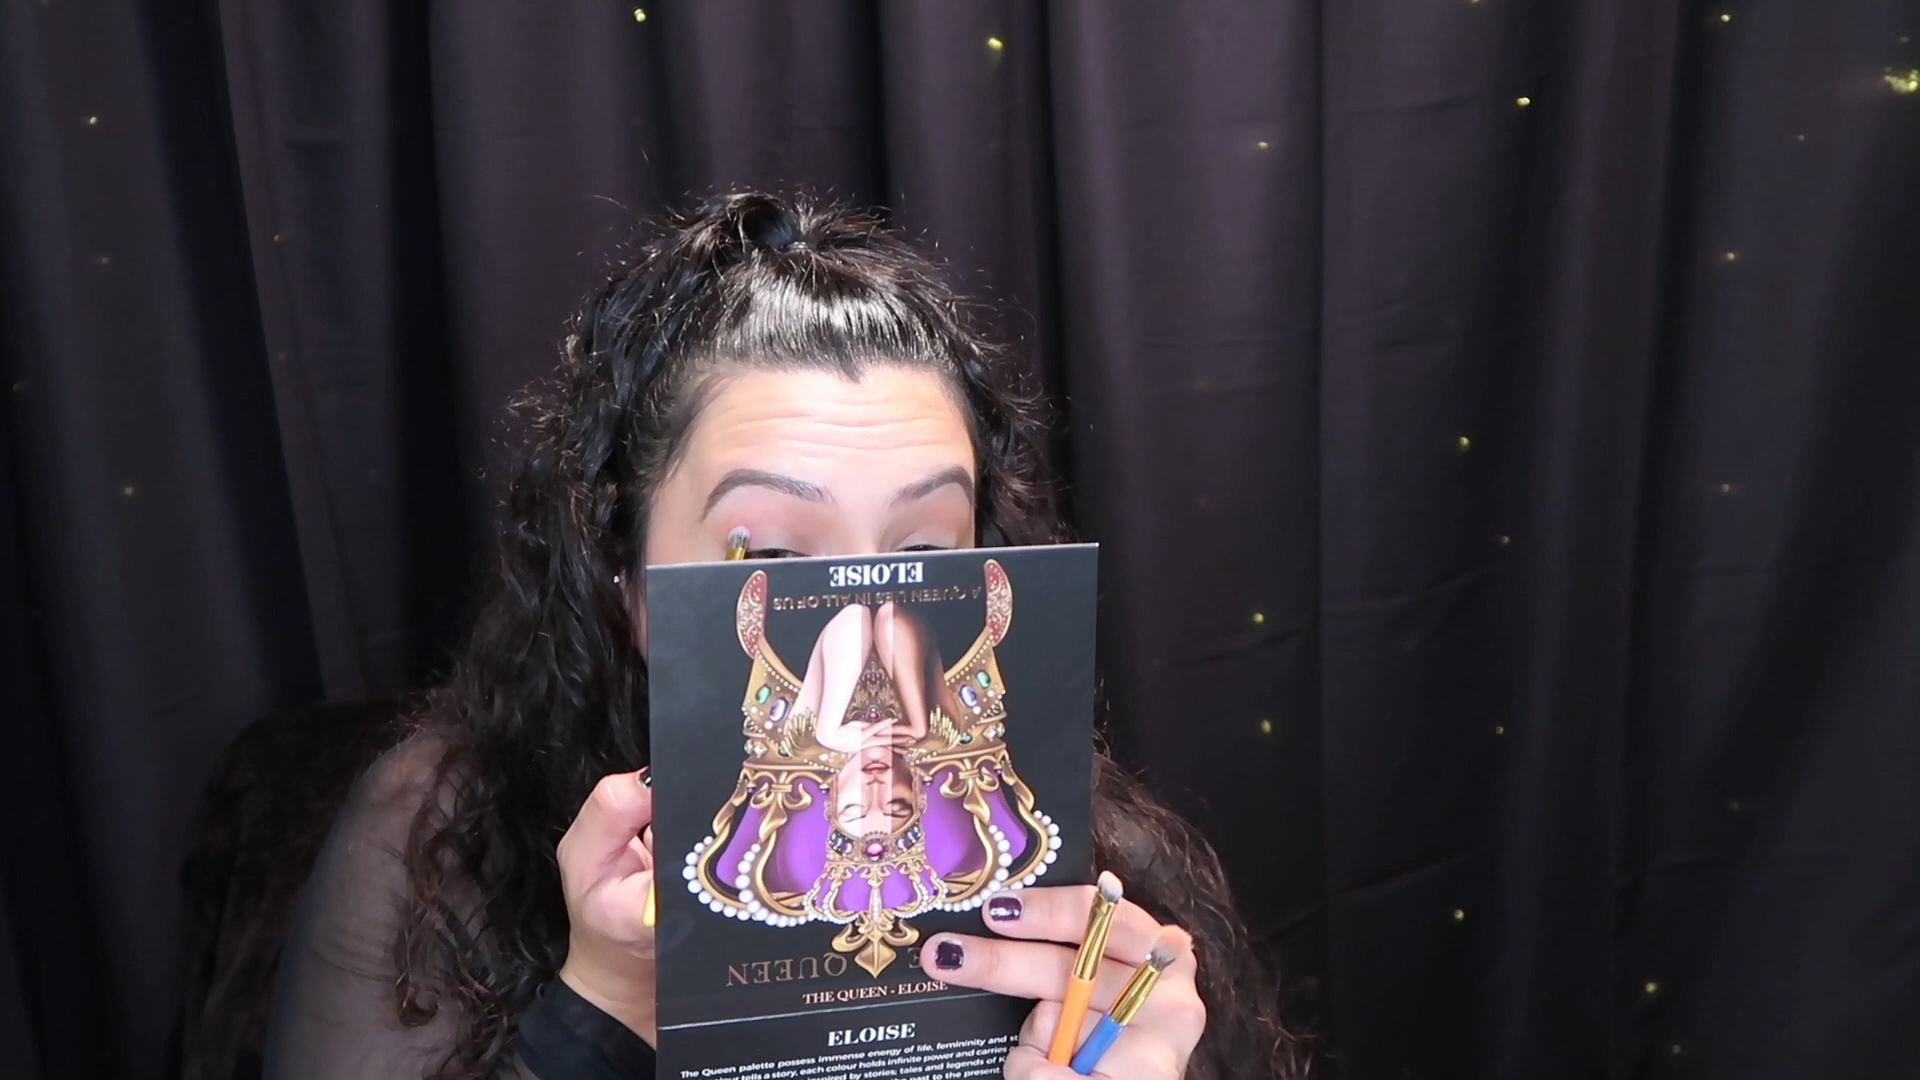 ELOISE
A QUEEN LIES IN ALL OF US
QUEEN
THE QUEEN - ELOISE
ELOISE
The Queen palette possess immense energy of life, femininity and
tells a story, each colour holds infinite power and carries
inspired by stories; tales and legends of
past to the present.